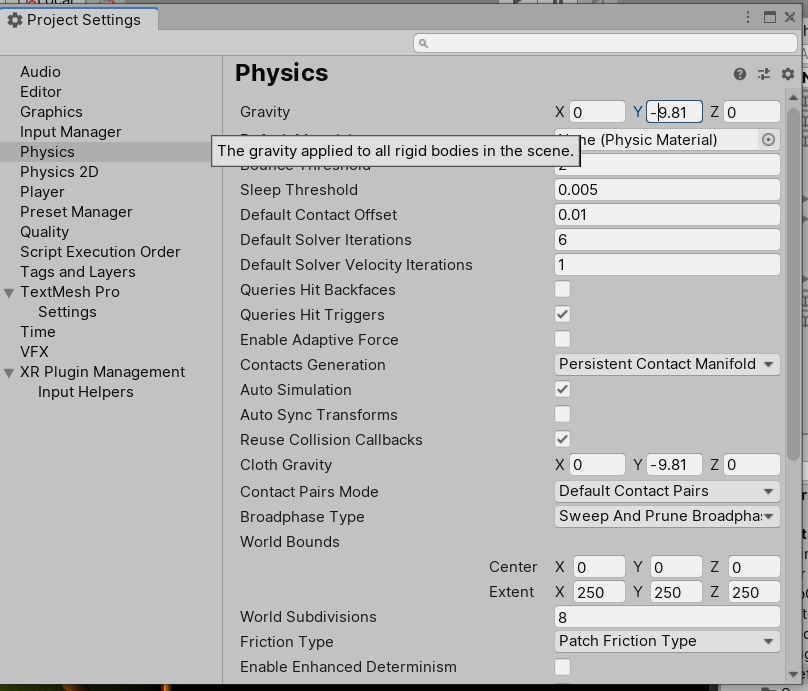 Project Settings
Physics
Audio
Editor
Graphics
Input Manager
Physics
Physics 2D
Player
Preset Manager
Quality
Script Execution Order
Tags and Layers
TextMesh Pro
Settings
Time
VFX
XR Plugin Management
Input Helpers
Gravity X 0 Y -9.81 Z 0
(Physic Material)
The gravity applied to all rigid bodies in the scene.
Sleep Threshold 0.005
Default Contact Offset 0.01
Default Solver Iterations 6
Default Solver Velocity Iterations 1
Queries Hit Backfaces
Queries Hit Triggers
Enable Adaptive Force
Contacts Generation Persistent Contact Manifold
Auto Simulation
Auto Sync Transforms
Reuse Collision Callbacks
Cloth Gravity X 0 Y -9.81 Z 0
Contact Pairs Mode Default Contact Pairs
Broadphase Type Sweep And Prune Broadpha
World Bounds
Center X 0 Y 0 Z 0
Extent X 250 Y 250 Z 250
World Subdivisions 8
Friction Type Patch Friction Type
Enable Enhanced Determinism